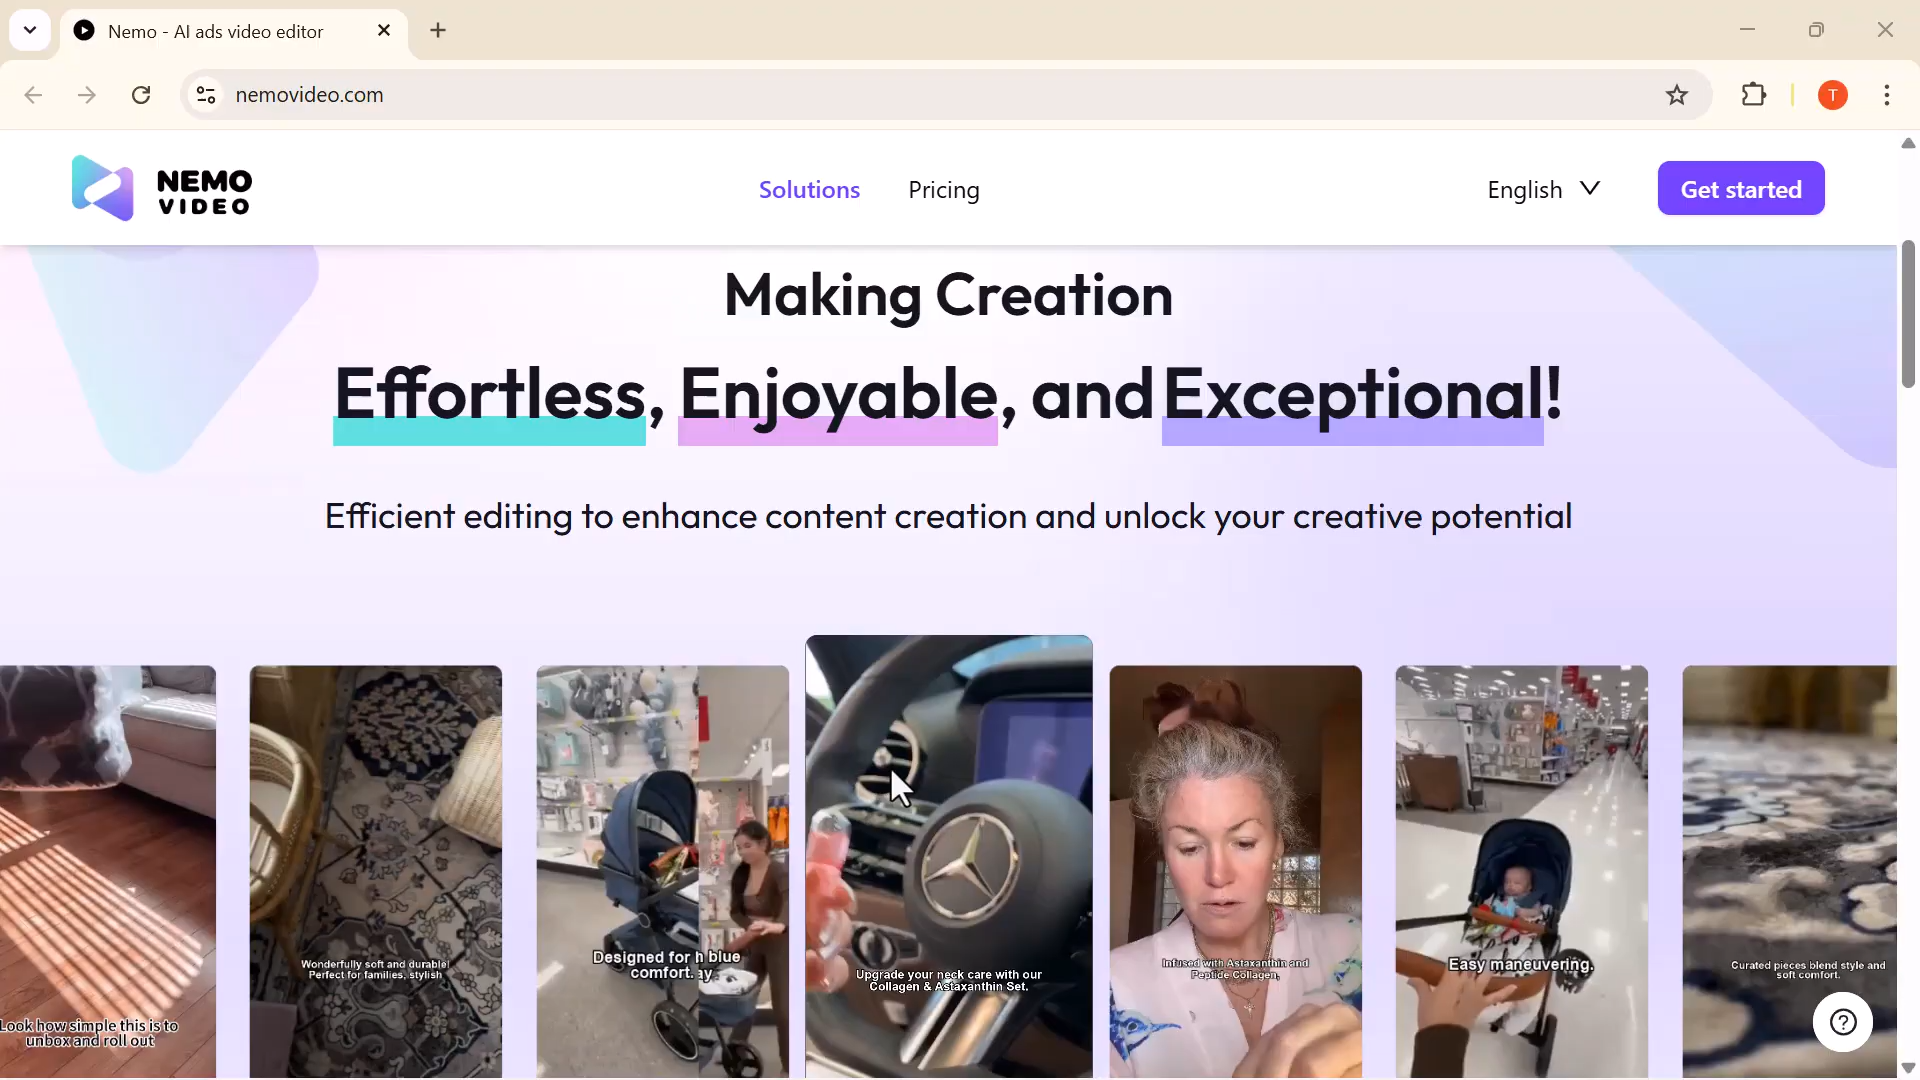 Nemo - AI ads video editor
nemovideo.com
T
NEMO
VIDEO
Solutions
Pricing
English
Get started
Making Creation
Effortless, Enjoyable, and Exceptional!
Efficient editing to enhance content creation and unlock your creative potential
Look how simple this is to
unbox and roll out
Wonderfully soft and durable!
Perfect for families, stylish
Designed for h blue
comfort. ay
Upgrade your neck care with our
Collagen & Astaxanthin Set.
Infused with Astaxanthin and
Peptide Collagen,
Easy maneuvering.
Curated pieces blend style and
soft comfort.